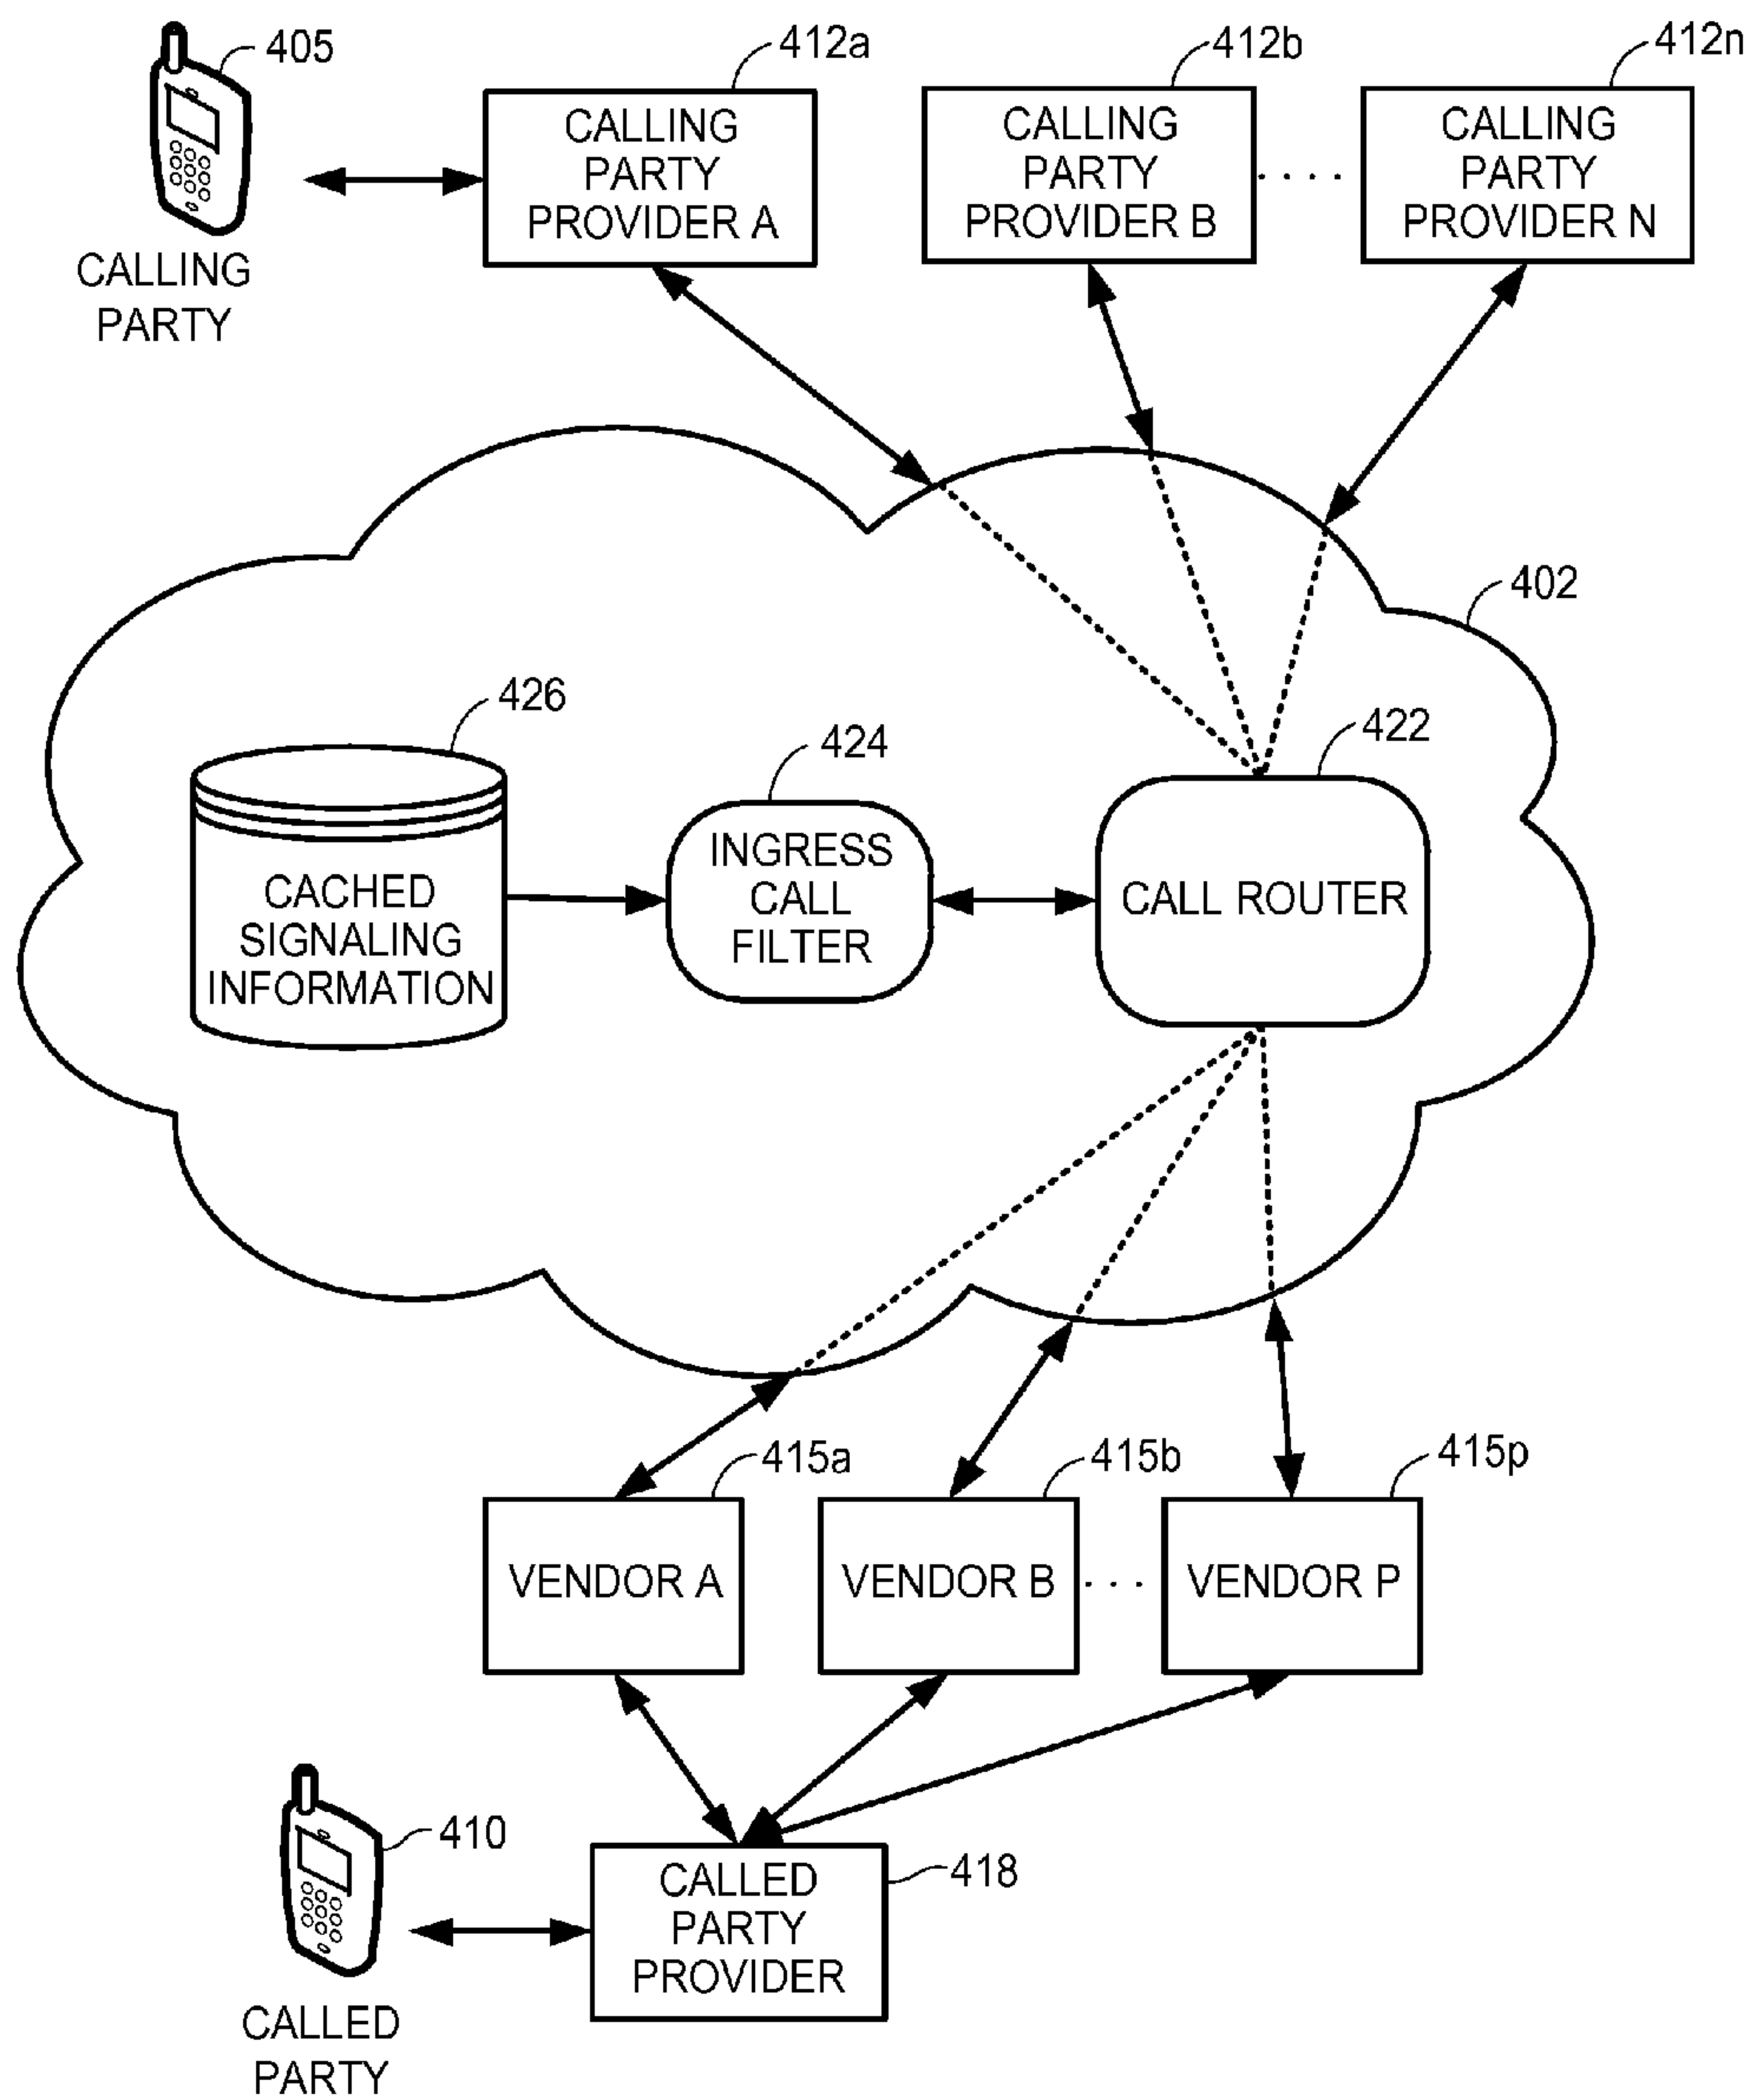 405
412a
412b
412n
CALLING
PARTY
PROVIDER A
CALLING
PARTY
PROVIDER B
. . . .
CALLING
PARTY
PROVIDER N
CALLING
PARTY
402
426
424
422
CACHED
SIGNALING
INFORMATION
INGRESS
CALL
FILTER
CALL ROUTER
415a
415b
415p
VENDOR A
VENDOR B
. . .
VENDOR P
410
418
CALLED
PARTY
PROVIDER
CALLED
PARTY